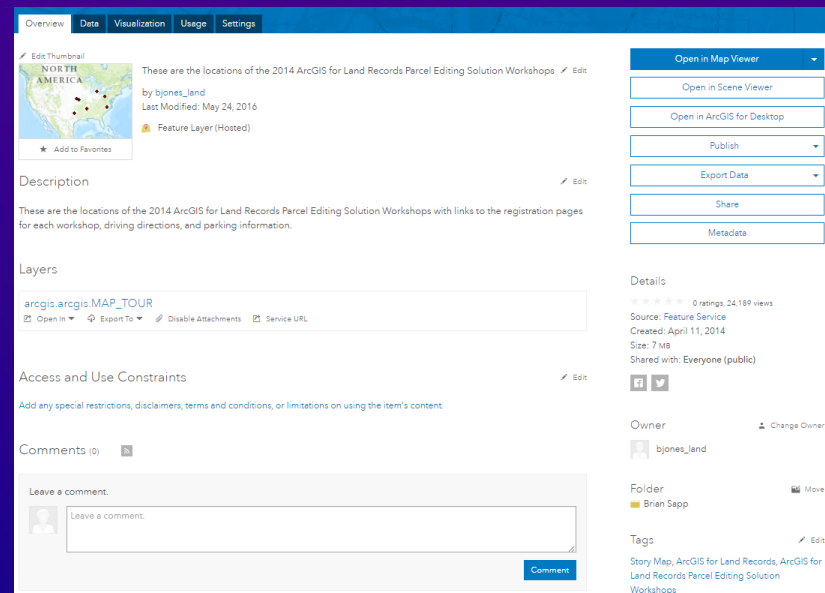 Overview Data Visualization Usage Settings
Edit Thumbnail
NORTH
AMERICA
Add to Favorites
These are the locations of the 2014 ArcGIS for Land Records Parcel Editing Solution Workshops Edit
by bjones_land
Last Modified: May 24, 2016
Feature Layer (Hosted)
Description Edit
These are the locations of the 2014 ArcGIS for Land Records Parcel Editing Solution Workshops with links to the registration pages
for each workshop, driving directions, and parking information.
Layers
arcgis.arcgis.MAP_TOUR
Open In Export To Disable Attachments Service URL
Access and Use Constraints Edit
Add any special restrictions, disclaimers, terms and conditions, or limitations on using the item's content.
Comments (0)
Leave a comment.
Leave a comment.
Comment
Open in Map Viewer
Open in Scene Viewer
Open in ArcGIS for Desktop
Publish
Export Data
Share
Metadata
Details
0 ratings, 24,189 views
Source: Feature Service
Created: April 11, 2014
Size: 7 MB
Shared with: Everyone (public)
Owner Change Owner
bjones_land
Folder Move
Brian Sapp
Tags Edit
Story Map, ArcGIS for Land Records, ArcGIS for
Land Records Parcel Editing Solution
Workshops